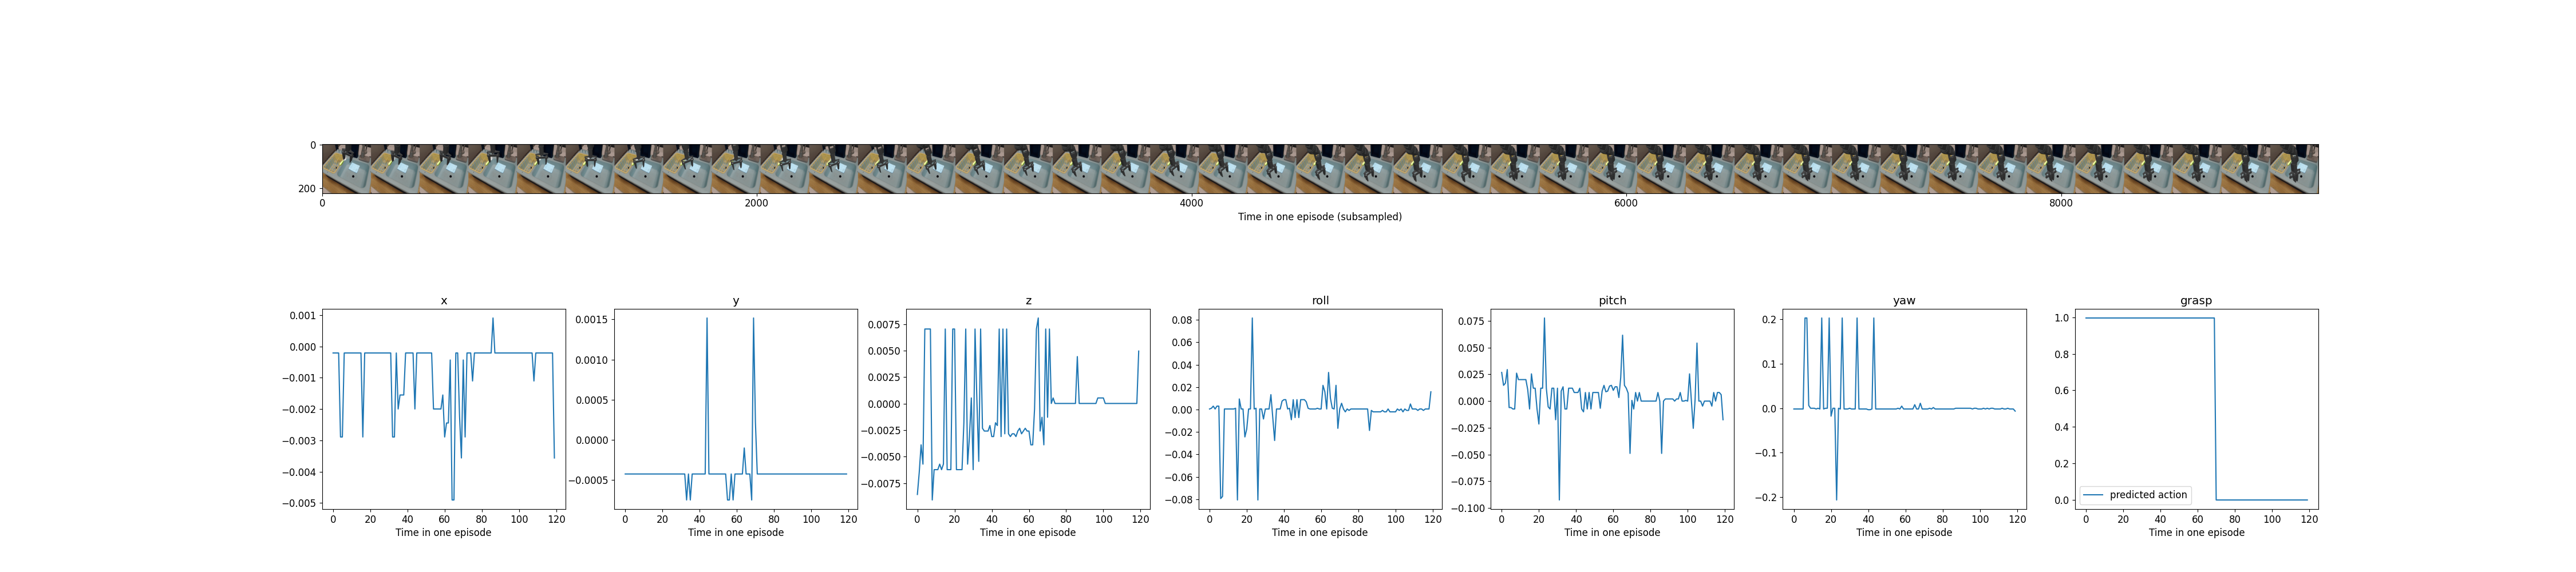 0
200
0 2000 4000 6000 8000
Time in one episode (subsampled)
x
0.001
0.000
−0.001
−0.002
−0.003
−0.004
−0.005
0 20 40 60 80 100 120
Time in one episode
y
0.0015
0.0010
0.0005
0.0000
−0.0005
0 20 40 60 80 100 120
Time in one episode
z
0.0075
0.0050
0.0025
0.0000
−0.0025
−0.0050
−0.0075
0 20 40 60 80 100 120
Time in one episode
roll
0.08
0.06
0.04
0.02
0.00
−0.02
−0.04
−0.06
−0.08
0 20 40 60 80 100 120
Time in one episode
pitch
0.075
0.050
0.025
0.000
−0.025
−0.050
−0.075
−0.100
0 20 40 60 80 100 120
Time in one episode
yaw
0.2
0.1
0.0
−0.1
−0.2
0 20 40 60 80 100 120
Time in one episode
grasp
1.0
0.8
0.6
0.4
0.2
0.0
predicted action
0 20 40 60 80 100 120
Time in one episode